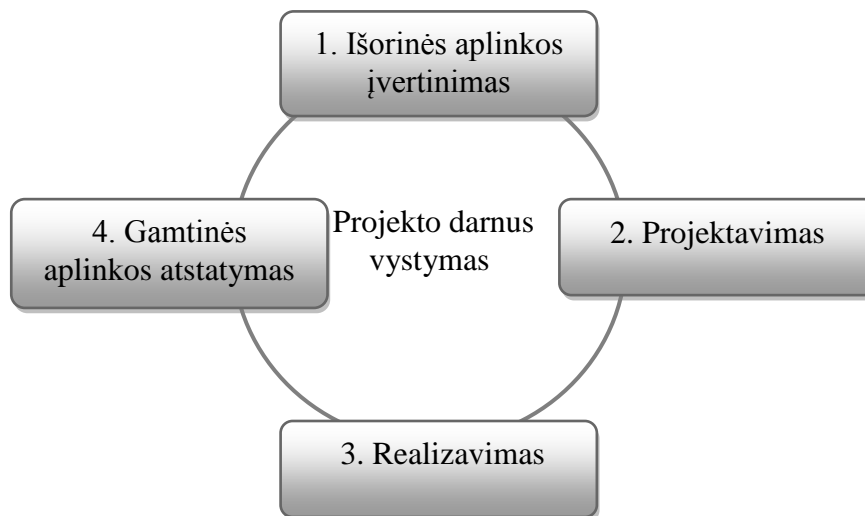 1. Išorinės aplinkos
įvertinimas
Projekto darnus
vystymas
2. Projektavimas
3. Realizavimas
4. Gamtinės
aplinkos atstatymas